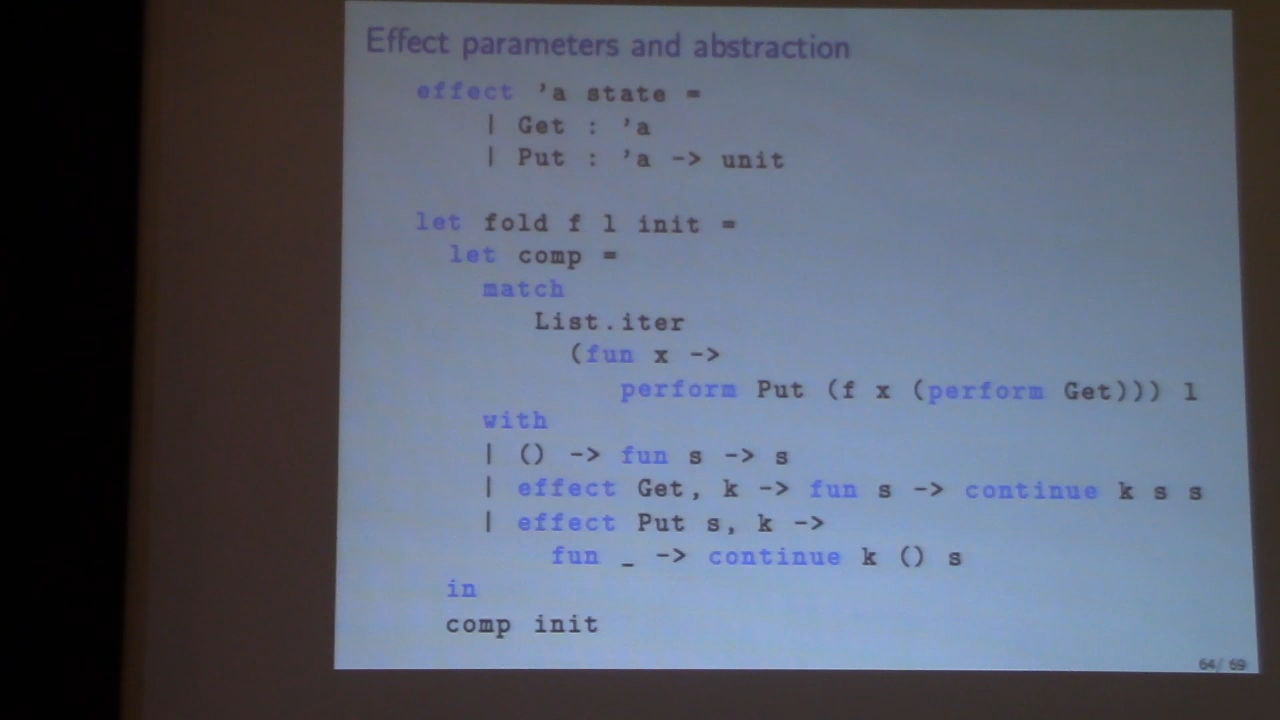 Effect parameters and abstraction
effect 'a state =
| Get : 'a
| Put : 'a -> unit
let fold f l init =
let comp =
match
List.iter
(fun x ->
perform Put (f x (perform Get))) l
with
| () -> fun s -> s
| effect Get, k -> fun s -> continue k s s
| effect Put s, k ->
fun _ -> continue k () s
in
comp init
64/ 69